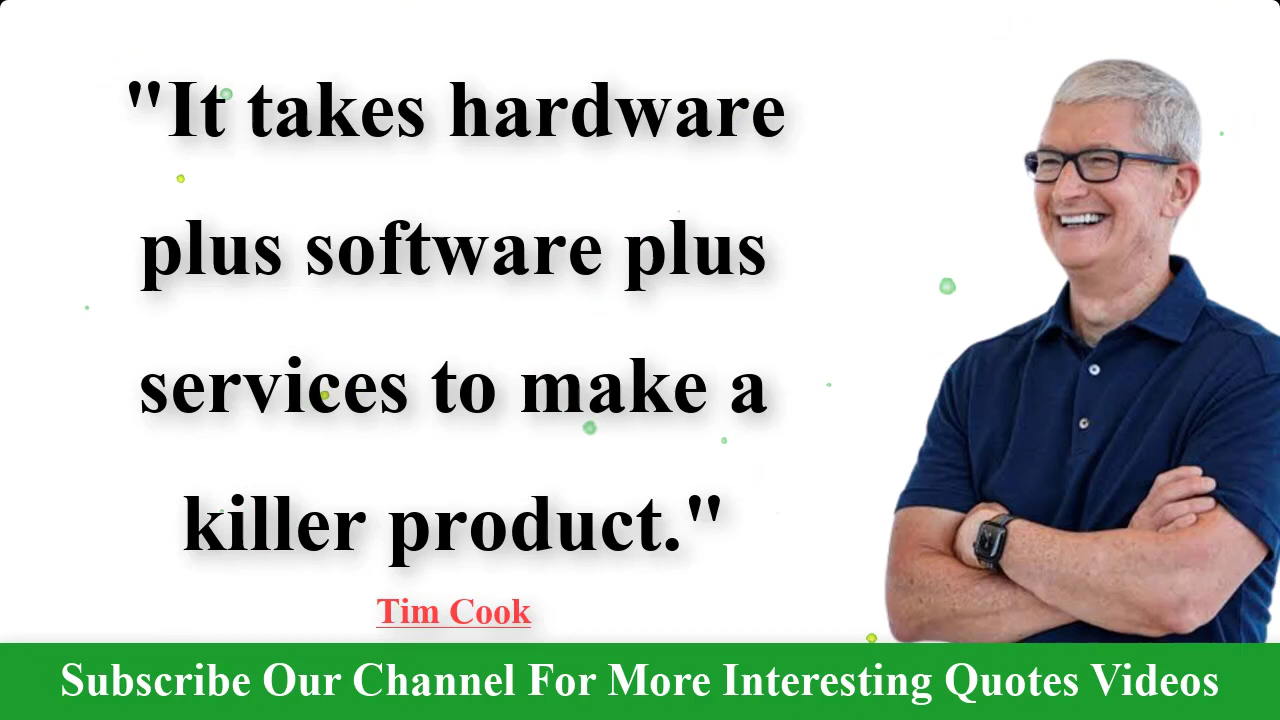 "It takes hardware
plus software plus
services to make a
killer product."
Tim Cook
Subscribe Our Channel For More Interesting Quotes Videos